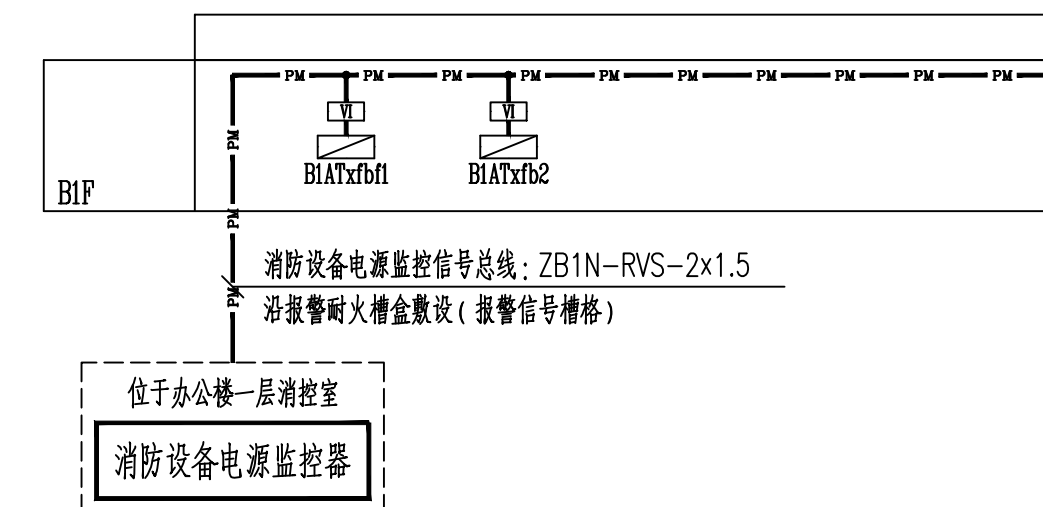 PM PM PM PM PM PM PM PM PM PM
VI VI
PM
B1ATxfbf1 B1ATxfb2
B1F
PM
消防设备电源监控信号总线：ZB1N-RVS-2×1.5
PM
沿报警耐火槽盒敷设（报警信号槽格）
位于办公楼一层消控室
消防设备电源监控器